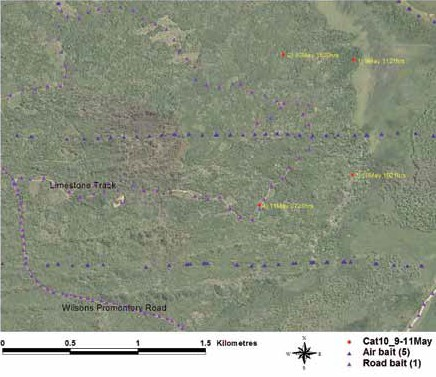 Limestone Track
Wilsons Promontory Road
0 0.5 1 1.5 Kilometres
N
W E
S
Cat10_9-11May
Air bait (5)
Road bait (1)